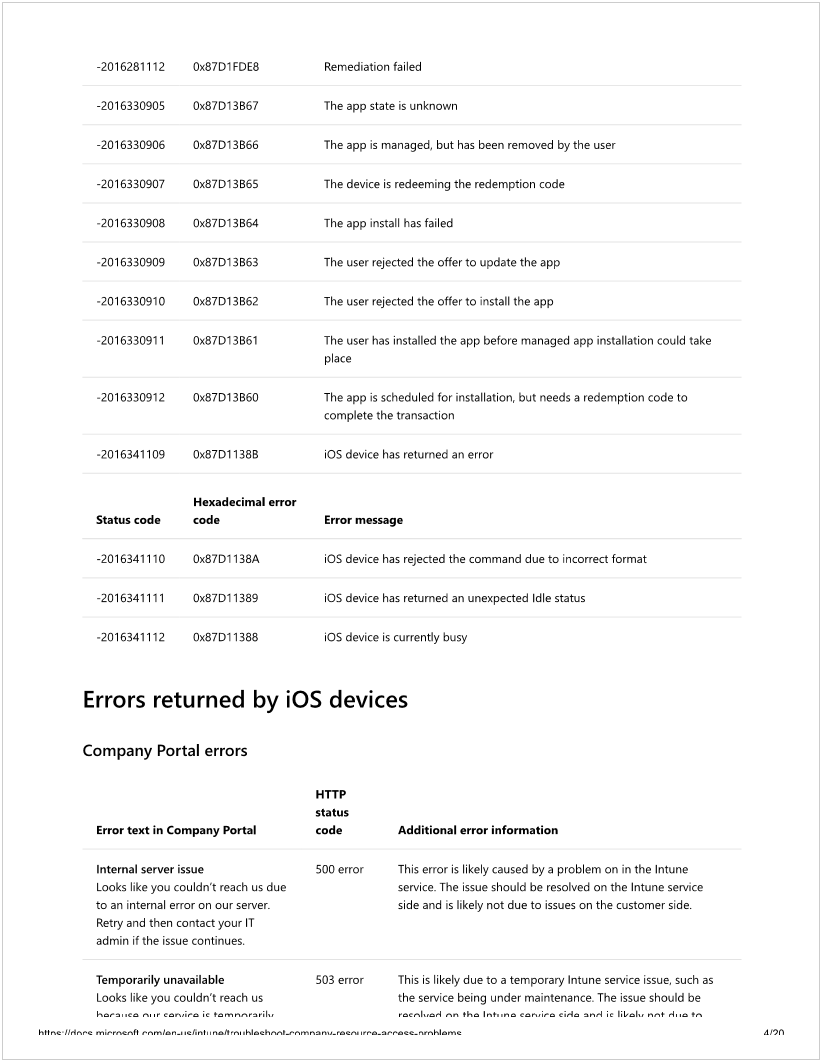 -2016281112 0x87D1FDE8 Remediation failed
-2016330905 0x87D13B67 The app state is unknown
-2016330906 0x87D13B66 The app is managed, but has been removed by the user
-2016330907 0x87D13B65 The device is redeeming the redemption code
-2016330908 0x87D13B64 The app install has failed
-2016330909 0x87D13B63 The user rejected the offer to update the app
-2016330910 0x87D13B62 The user rejected the offer to install the app
-2016330911 0x87D13B61 The user has installed the app before managed app installation could take
place
-2016330912 0x87D13B60 The app is scheduled for installation, but needs a redemption code to
complete the transaction
-2016341109 0x87D1138B iOS device has returned an error
Hexadecimal error
Status code code Error message
-2016341110 0x87D1138A iOS device has rejected the command due to incorrect format
-2016341111 0x87D11389 iOS device has returned an unexpected Idle status
-2016341112 0x87D11388 iOS device is currently busy
Errors returned by iOS devices
Company Portal errors
HTTP
status
Error text in Company Portal code Additional error information
Internal server issue 500 error This error is likely caused by a problem on in the Intune
Looks like you couldn't reach us due service. The issue should be resolved on the Intune service
to an internal error on our server. side and is likely not due to issues on the customer side.
Retry and then contact your IT
admin if the issue continues.
Temporarily unavailable 503 error This is likely due to a temporary Intune service issue, such as
Looks like you couldn't reach us the service being under maintenance. The issue should be
because our service is temporarily resolved on the Intune service side and is likely not due to
https://docs.microsoft.com/en-us/intune/troubleshoot-company-resource-access-problems 4/20